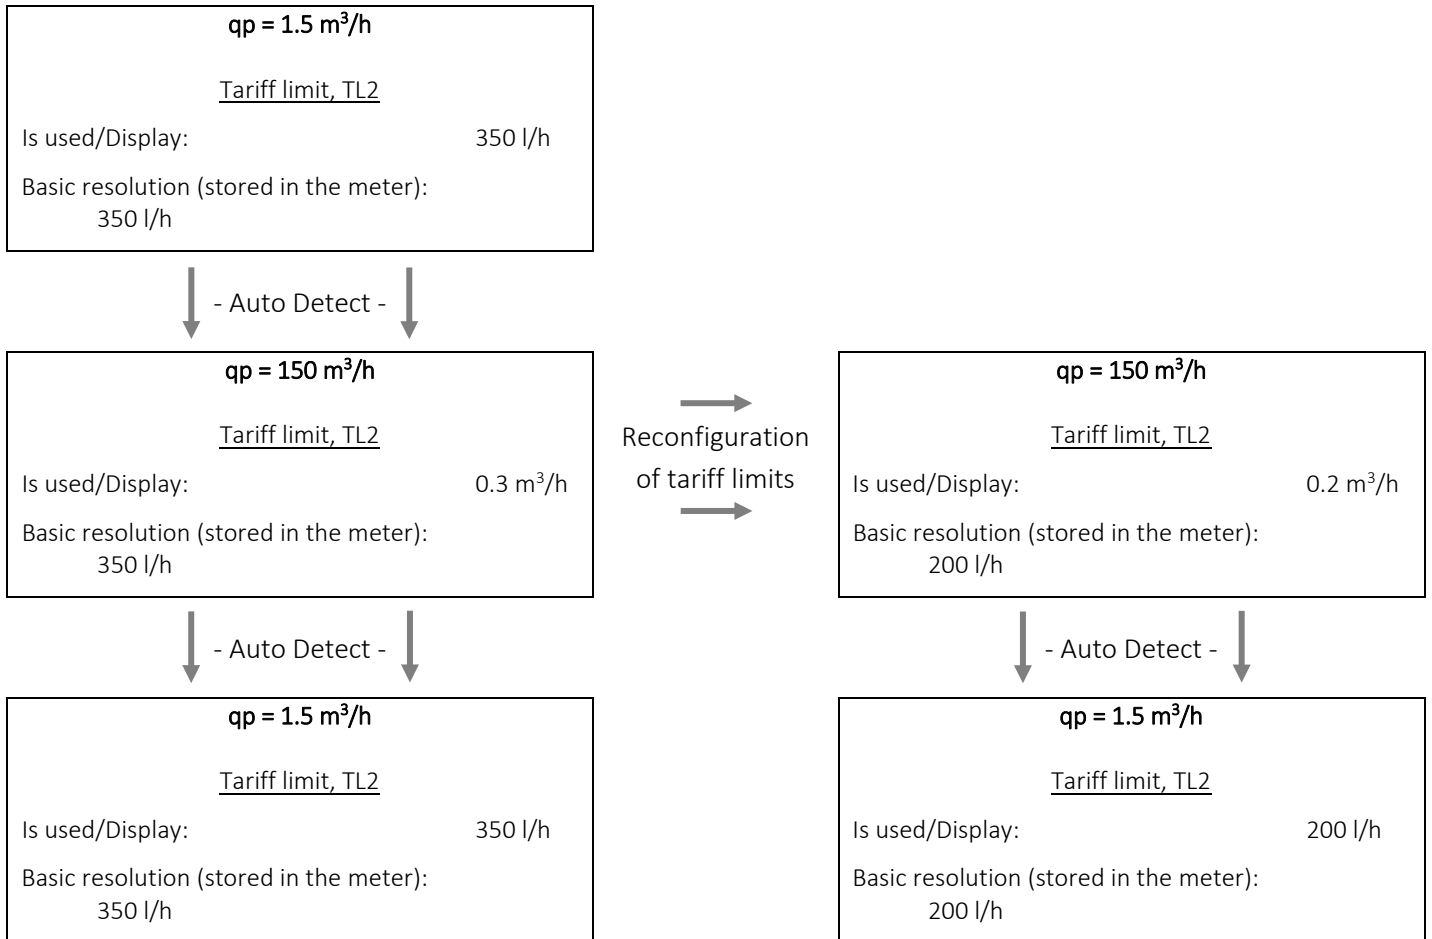 qp = 1.5 m³/h
Tariff limit, TL2
Is used/Display: 350 l/h
Basic resolution (stored in the meter):
350 l/h
- Auto Detect -
qp = 150 m³/h
Tariff limit, TL2
Is used/Display: 0.3 m³/h
Basic resolution (stored in the meter):
350 l/h
Reconfiguration
of tariff limits
qp = 150 m³/h
Tariff limit, TL2
Is used/Display: 0.2 m³/h
Basic resolution (stored in the meter):
200 l/h
- Auto Detect -
- Auto Detect -
qp = 1.5 m³/h
Tariff limit, TL2
Is used/Display: 350 l/h
Basic resolution (stored in the meter):
350 l/h
qp = 1.5 m³/h
Tariff limit, TL2
Is used/Display: 200 l/h
Basic resolution (stored in the meter):
200 l/h